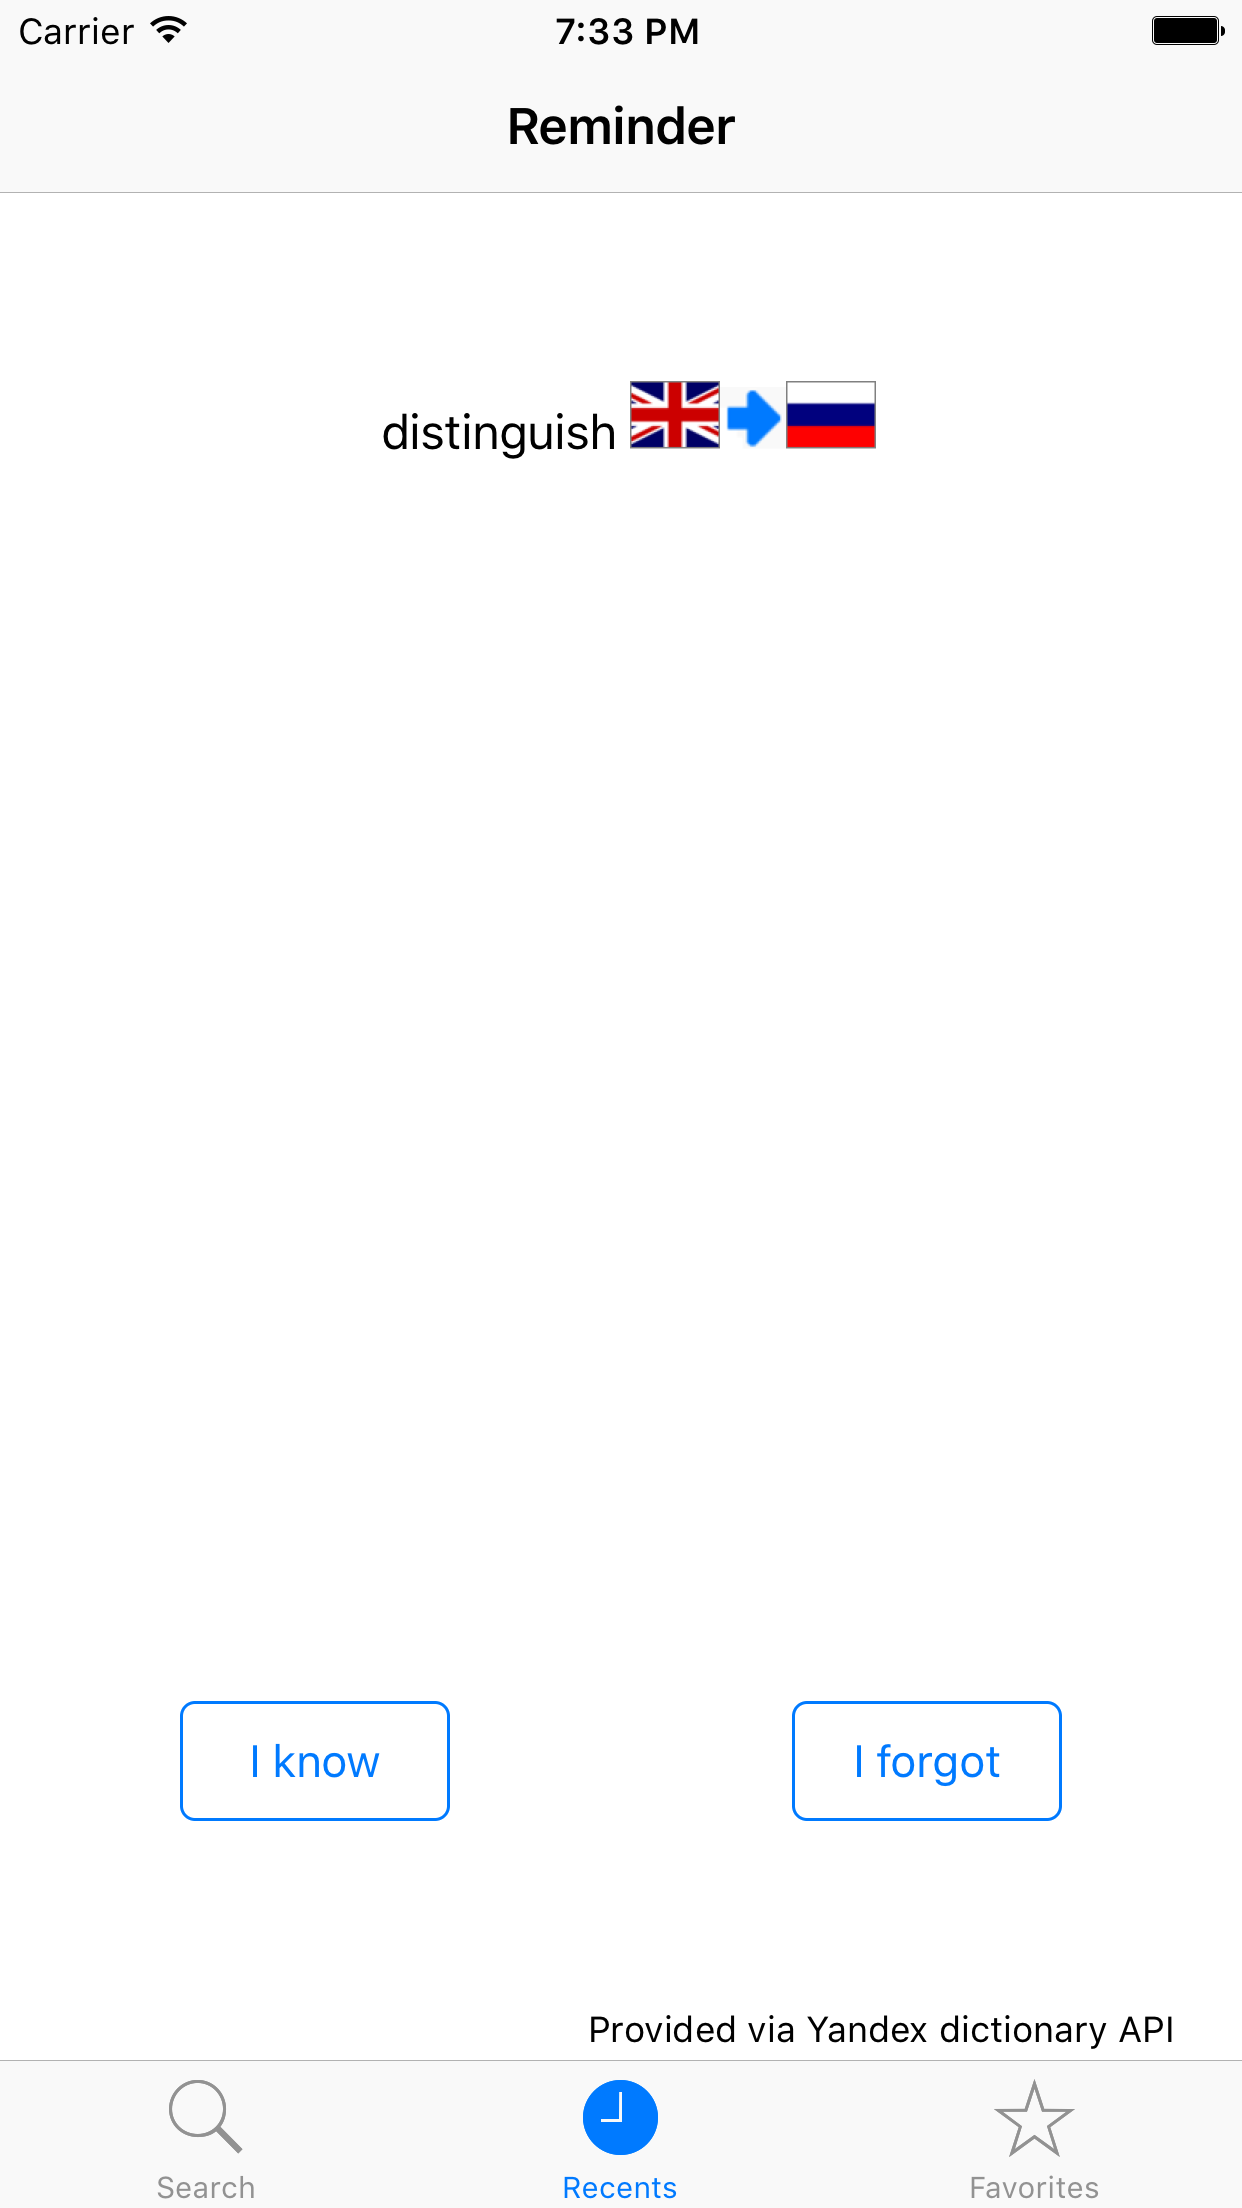 Carrier 7:33 PM
Reminder
distinguish
I know I forgot
Provided via Yandex dictionary API
Search Recents Favorites